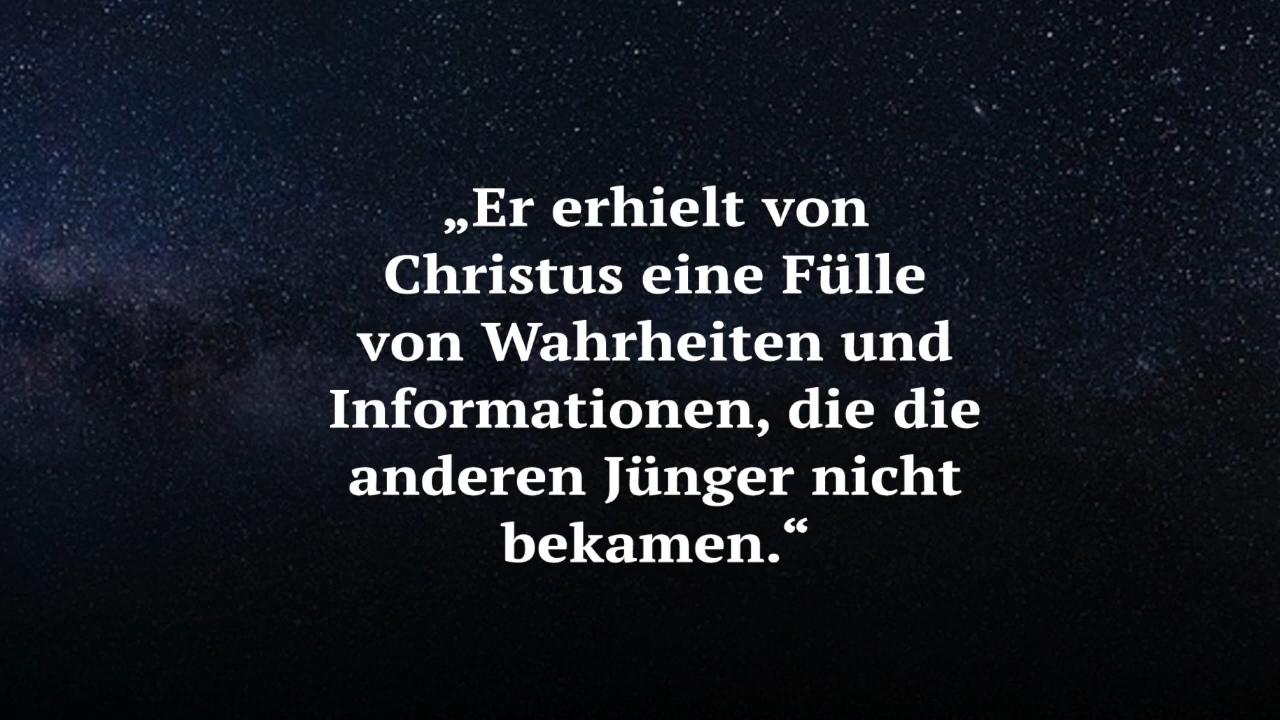 „Er erhielt von
Christus eine Fülle
von Wahrheiten und
Informationen, die die
anderen Jünger nicht
bekamen.“